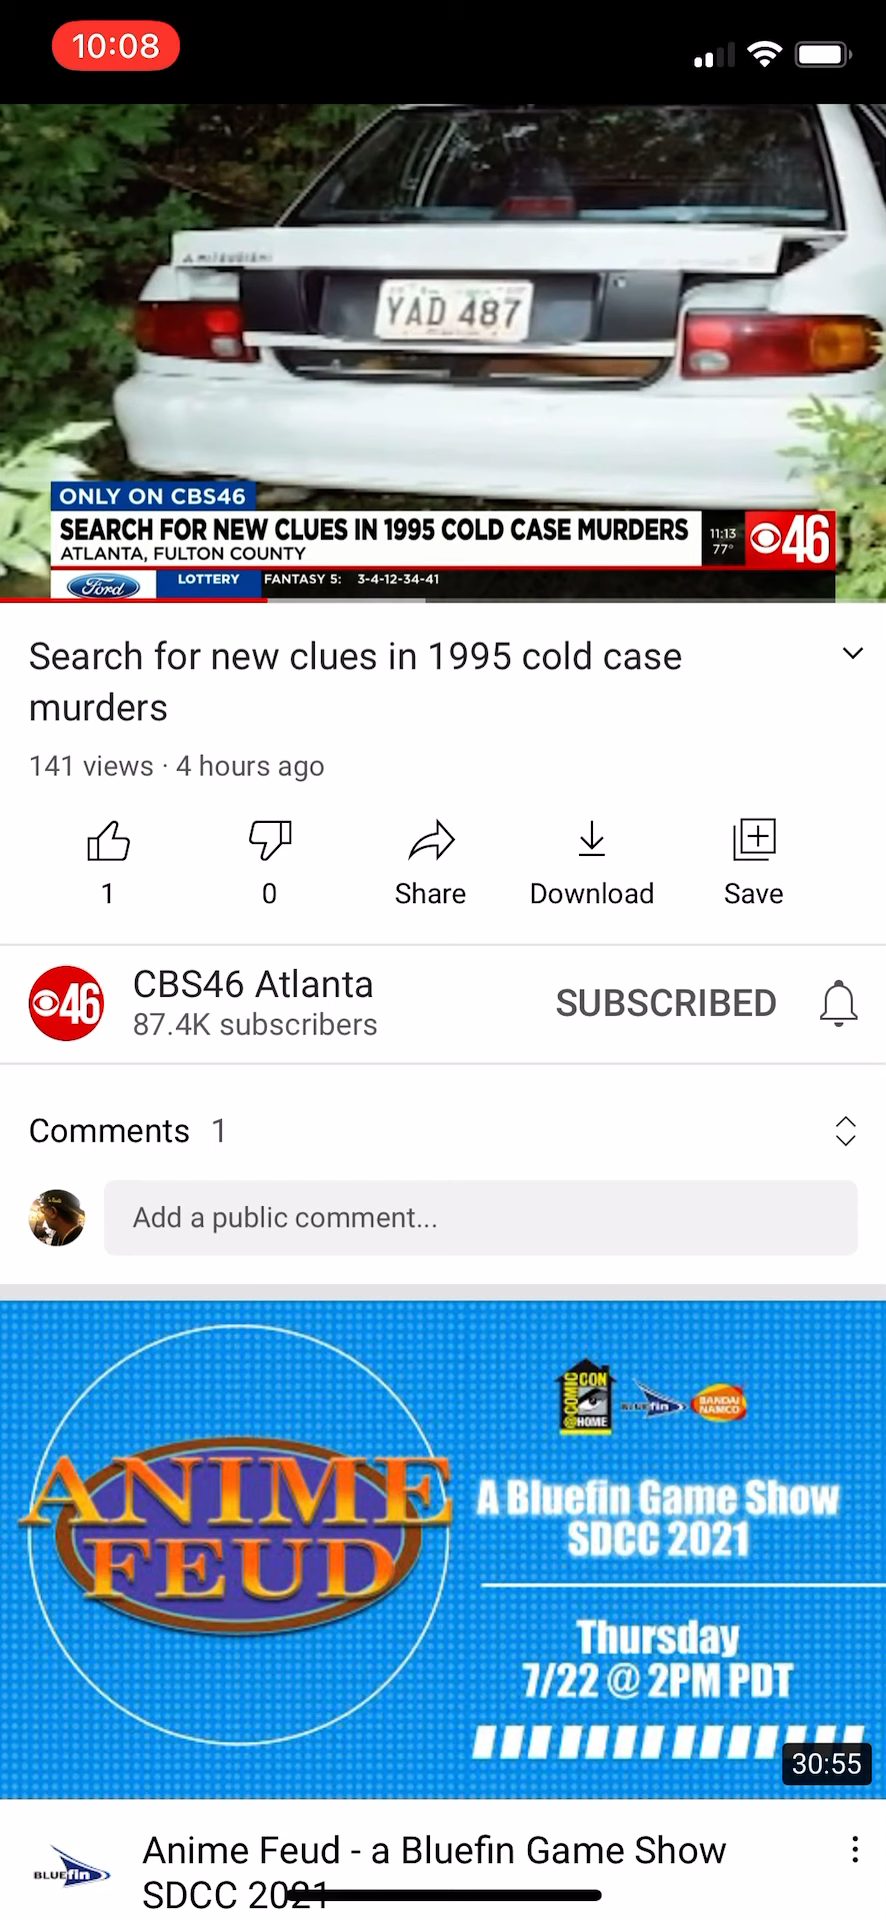 10:08
MITSUBISHI
YAD 487
ONLY ON CBS46
SEARCH FOR NEW CLUES IN 1995 COLD CASE MURDERS
ATLANTA, FULTON COUNTY
11:13
77°
46
Ford
LOTTERY
FANTASY 5: 3-4-12-34-41
Search for new clues in 1995 cold case
murders
141 views · 4 hours ago
1
0
Share
Download
Save
46
CBS46 Atlanta
87.4K subscribers
SUBSCRIBED
Comments 1
Add a public comment...
ANIME
FEUD
COMIC
CON
@HOME
BLUEfin
BANDAI
NAMCO
A Bluefin Game Show
SDCC 2021
Thursday
7/22 @ 2PM PDT
30:55
BLUEfin
Anime Feud - a Bluefin Game Show
SDCC 2021